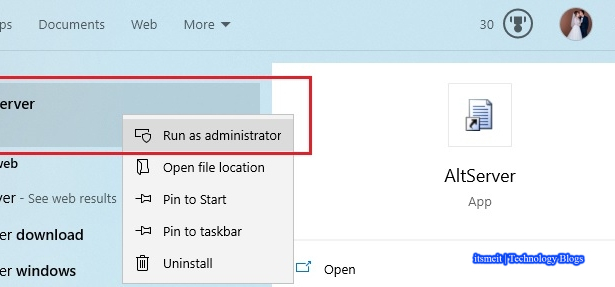 ps Documents Web More 30
erver
Run as administrator
web Open file location
AltServer
ver - See web results Pin to Start App
er download Pin to taskbar
itsmeit | Technology Blogs
er windows Uninstall Open